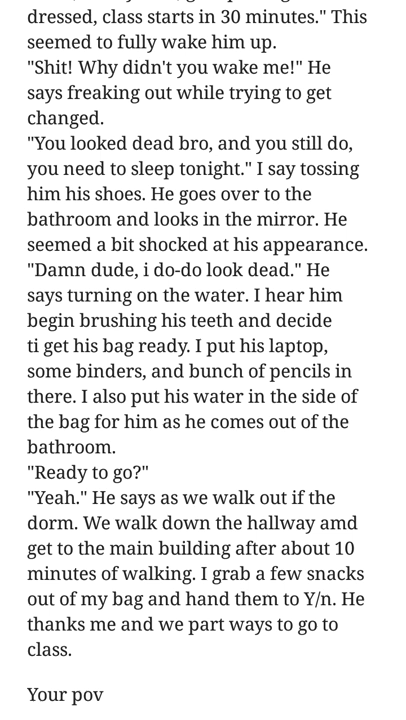 dressed, class starts in 30 minutes." This
seemed to fully wake him up.
"Shit! Why didn't you wake me!" He
says freaking out while trying to get
changed.
"You looked dead bro, and you still do,
you need to sleep tonight." I say tossing
him his shoes. He goes over to the
bathroom and looks in the mirror. He
seemed a bit shocked at his appearance.
"Damn dude, i do-do look dead." He
says turning on the water. I hear him
begin brushing his teeth and decide
ti get his bag ready. I put his laptop,
some binders, and bunch of pencils in
there. I also put his water in the side of
the bag for him as he comes out of the
bathroom.
"Ready to go?"
"Yeah." He says as we walk out if the
dorm. We walk down the hallway amd
get to the main building after about 10
minutes of walking. I grab a few snacks
out of my bag and hand them to Y/n. He
thanks me and we part ways to go to
class.
Your pov